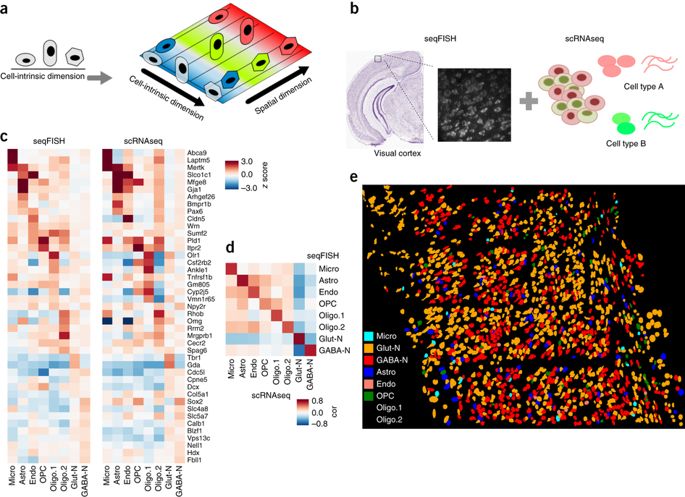 a
Cell-intrinsic dimension
Cell-intrinsic dimension
Spatial dimension
b
seqFISH
scRNAseq
Visual cortex
Cell type A
Cell type B
c
seqFISH
scRNAseq
Abca9
Laptm5
Mertk
Slco1c1
Mfge8
Gja1
Arhgef26
Bmpr1b
Pax6
Cldn5
Wrn
Sumf2
Pld1
Itpr2
Olr1
Csf2rb2
Ankle1
Tnfrsf1b
Gm805
Cyp2j5
Vmn1r65
Npy2r
Rhob
Omg
Rrm2
Mrgprb1
Cecr2
Spag6
Tbr1
Gda
Cdc5l
Cpne5
Dcx
Col5a1
Sox2
Slc4a8
Slc5a7
Calb1
Blzf1
Vps13c
Nell1
Hdx
Fbll1
Micro
Astro
Endo
OPC
Oligo.1
Oligo.2
Glut-N
GABA-N
Micro
Astro
Endo
OPC
Oligo.1
Oligo.2
Glut-N
GABA-N
3.0
0.0
−3.0
z score
d
seqFISH
Micro
Astro
Endo
OPC
Oligo.1
Oligo.2
Glut-N
GABA-N
Micro
Astro
Endo
OPC
Oligo.1
Oligo.2
Glut-N
GABA-N
scRNAseq
0.8
−0.8
cor
e
Micro
Glut-N
GABA-N
Astro
Endo
OPC
Oligo.1
Oligo.2